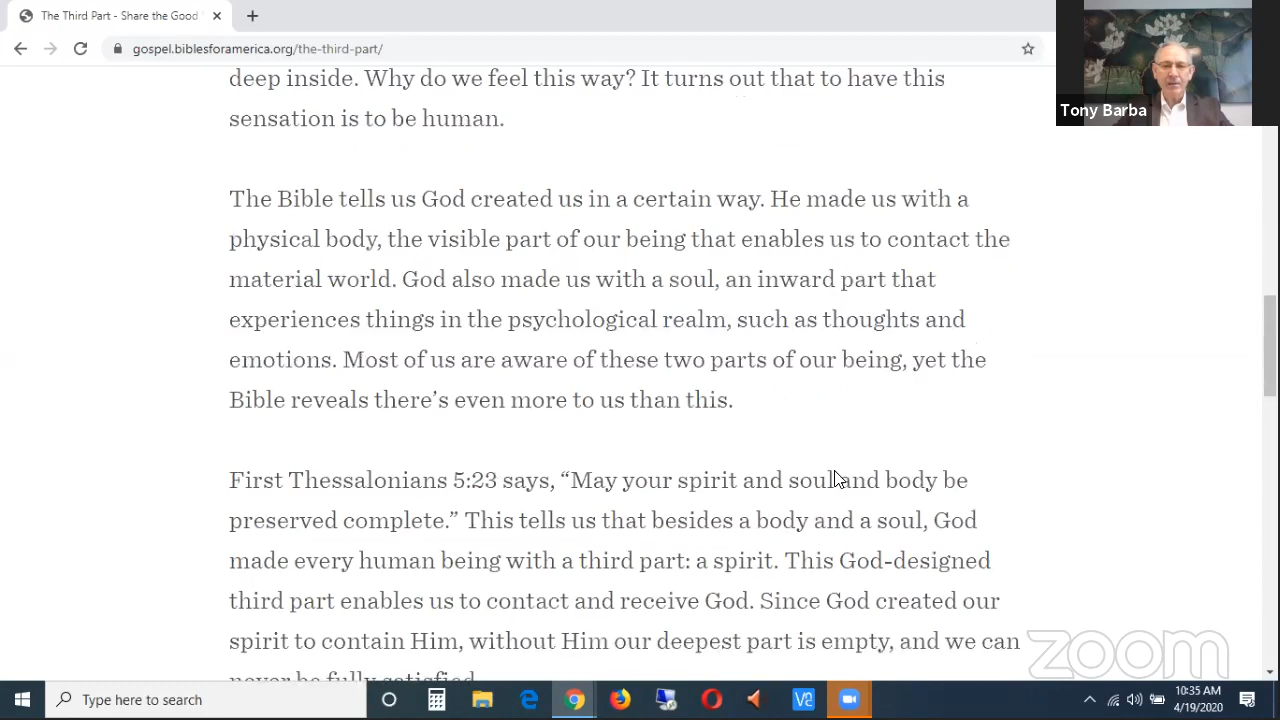 The Third Part - Share the Good
gospel.biblesforamerica.org/the-third-part/
Tony Barba
deep inside. Why do we feel this way? It turns out that to have this
sensation is to be human.
The Bible tells us God created us in a certain way. He made us with a
physical body, the visible part of our being that enables us to contact the
material world. God also made us with a soul, an inward part that
experiences things in the psychological realm, such as thoughts and
emotions. Most of us are aware of these two parts of our being, yet the
Bible reveals there’s even more to us than this.
First Thessalonians 5:23 says, “May your spirit and soul and body be
preserved complete.” This tells us that besides a body and a soul, God
made every human being with a third part: a spirit. This God-designed
third part enables us to contact and receive God. Since God created our
spirit to contain Him, without Him our deepest part is empty, and we can
never be fully satisfied
zoom
Type here to search
10:35 AM
4/19/2020